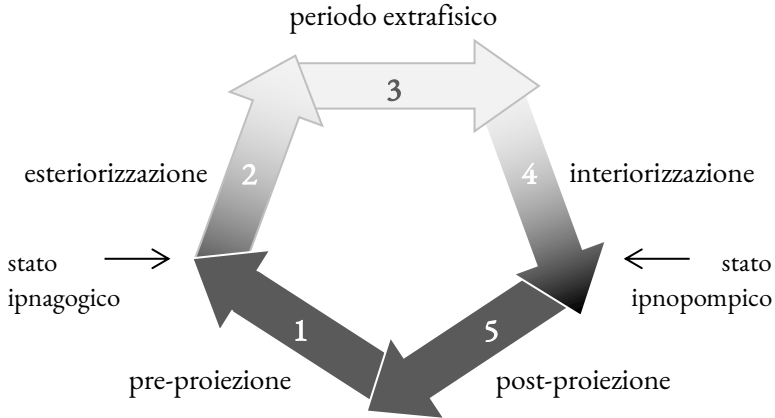 periodo extrafisico
3
esteriorizzazione
2
4
interiorizzazione
stato
ipnagogico
stato
ipnopompico
1
5
pre-proiezione
post-proiezione